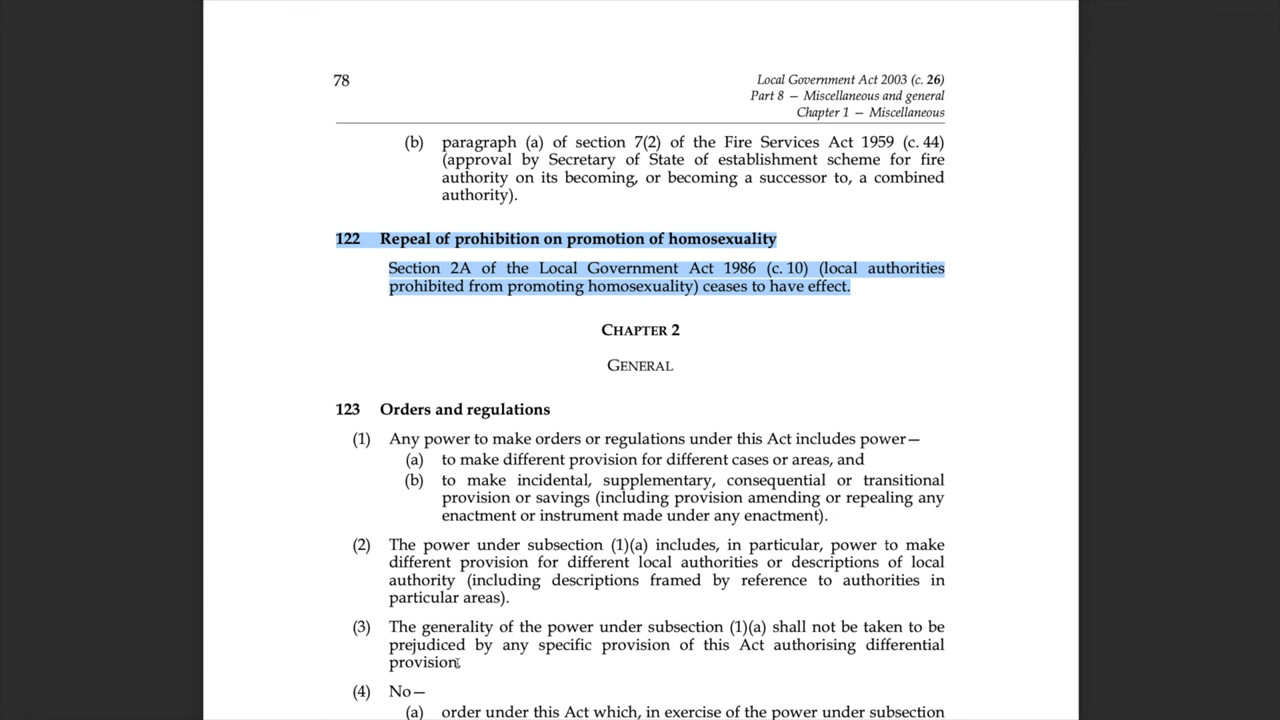 78
Local Government Act 2003 (c. 26)
Part 8 — Miscellaneous and general
Chapter 1 — Miscellaneous
(b) paragraph (a) of section 7(2) of the Fire Services Act 1959 (c. 44)
(approval by Secretary of State of establishment scheme for fire
authority on its becoming, or becoming a successor to, a combined
authority).
122 Repeal of prohibition on promotion of homosexuality
Section 2A of the Local Government Act 1986 (c. 10) (local authorities
prohibited from promoting homosexuality) ceases to have effect.
CHAPTER 2
GENERAL
123 Orders and regulations
(1) Any power to make orders or regulations under this Act includes power—
(a) to make different provision for different cases or areas, and
(b) to make incidental, supplementary, consequential or transitional
provision or savings (including provision amending or repealing any
enactment or instrument made under any enactment).
(2) The power under subsection (1)(a) includes, in particular, power to make
different provision for different local authorities or descriptions of local
authority (including descriptions framed by reference to authorities in
particular areas).
(3) The generality of the power under subsection (1)(a) shall not be taken to be
prejudiced by any specific provision of this Act authorising differential
provision.
(4) No—
(a) order under this Act which, in exercise of the power under subsection